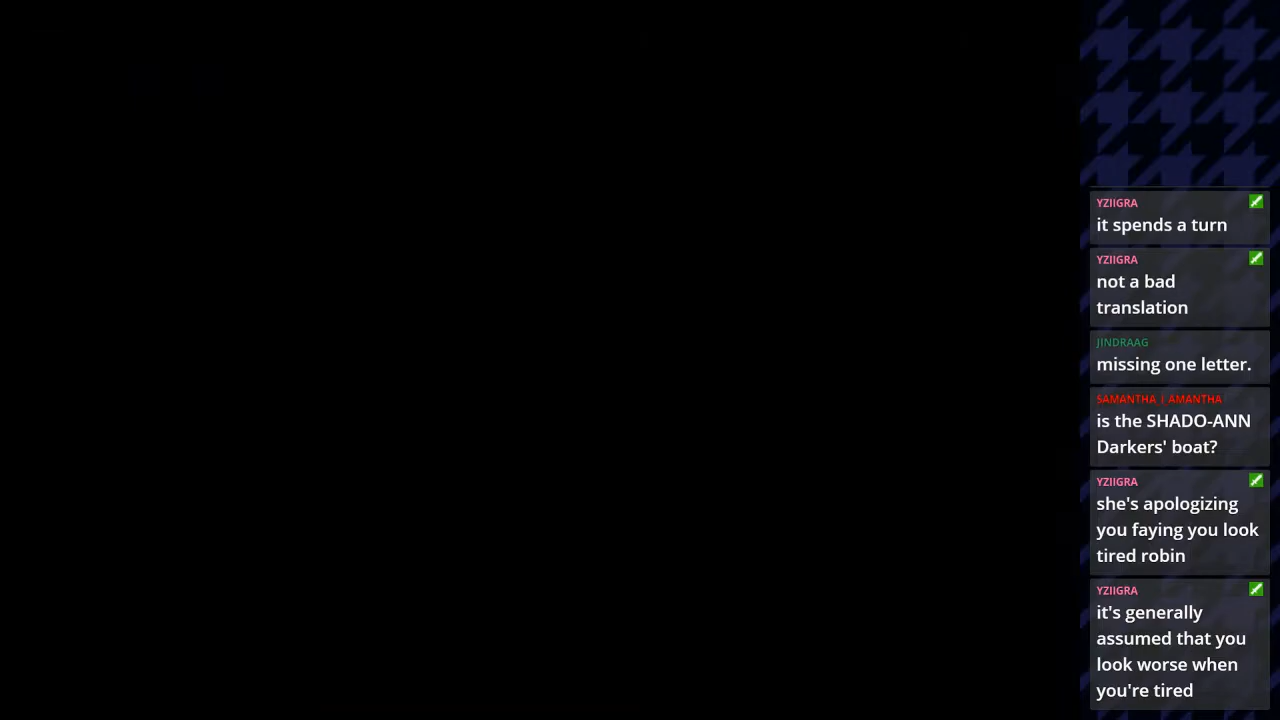 YZIIGRA
it spends a turn
YZIIGRA
not a bad
translation
JINDRAAG
missing one letter.
SAMANTHA | AMANTHA
is the SHADO-ANN
Darkers' boat?
YZIIGRA
she's apologizing
you faying you look
tired robin
YZIIGRA
it's generally
assumed that you
look worse when
you're tired